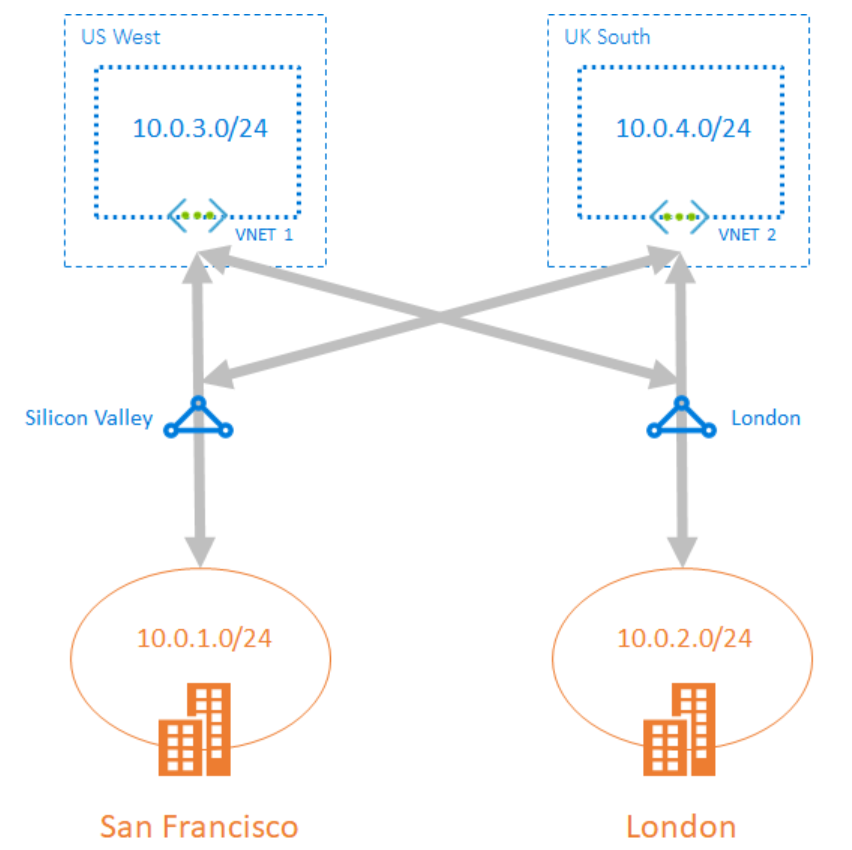 US West
UK South
10.0.3.0/24
10.0.4.0/24
VNET 1
VNET 2
Silicon Valley
London
10.0.1.0/24
10.0.2.0/24
San Francisco
London